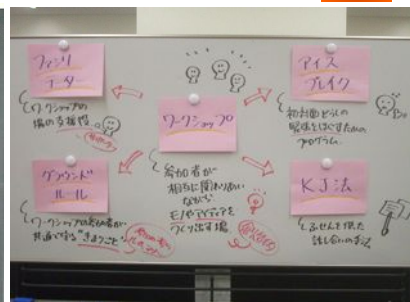 ファシリ
テーター
ワークショップの
場の支援役
アイス
ブレイク
初対面どうしの
緊張をほぐすための
プログラム
ワークショップ
参加者が
相互に関わりあい
ながら
モノやアイディアを
つくり出す場
グラウンド
ルール
ワークショップの参加者が
共通で守る"きまりごと"
KJ法
ふせんを使った
話し合いの方法